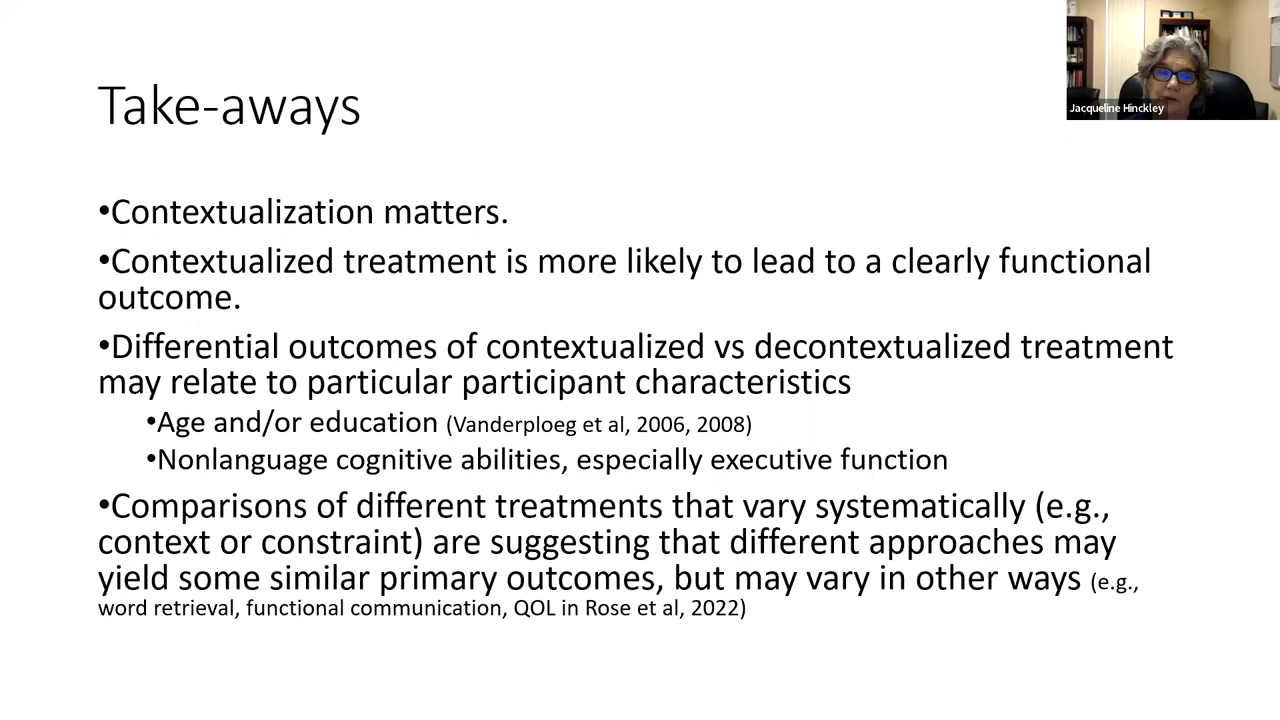 Take-aways
Jacqueline Hinckley
•Contextualization matters.
•Contextualized treatment is more likely to lead to a clearly functional
outcome.
•Differential outcomes of contextualized vs decontextualized treatment
may relate to particular participant characteristics
•Age and/or education (Vanderploeg et al, 2006, 2008)
•Nonlanguage cognitive abilities, especially executive function
•Comparisons of different treatments that vary systematically (e.g.,
context or constraint) are suggesting that different approaches may
yield some similar primary outcomes, but may vary in other ways (e.g.,
word retrieval, functional communication, QOL in Rose et al, 2022)